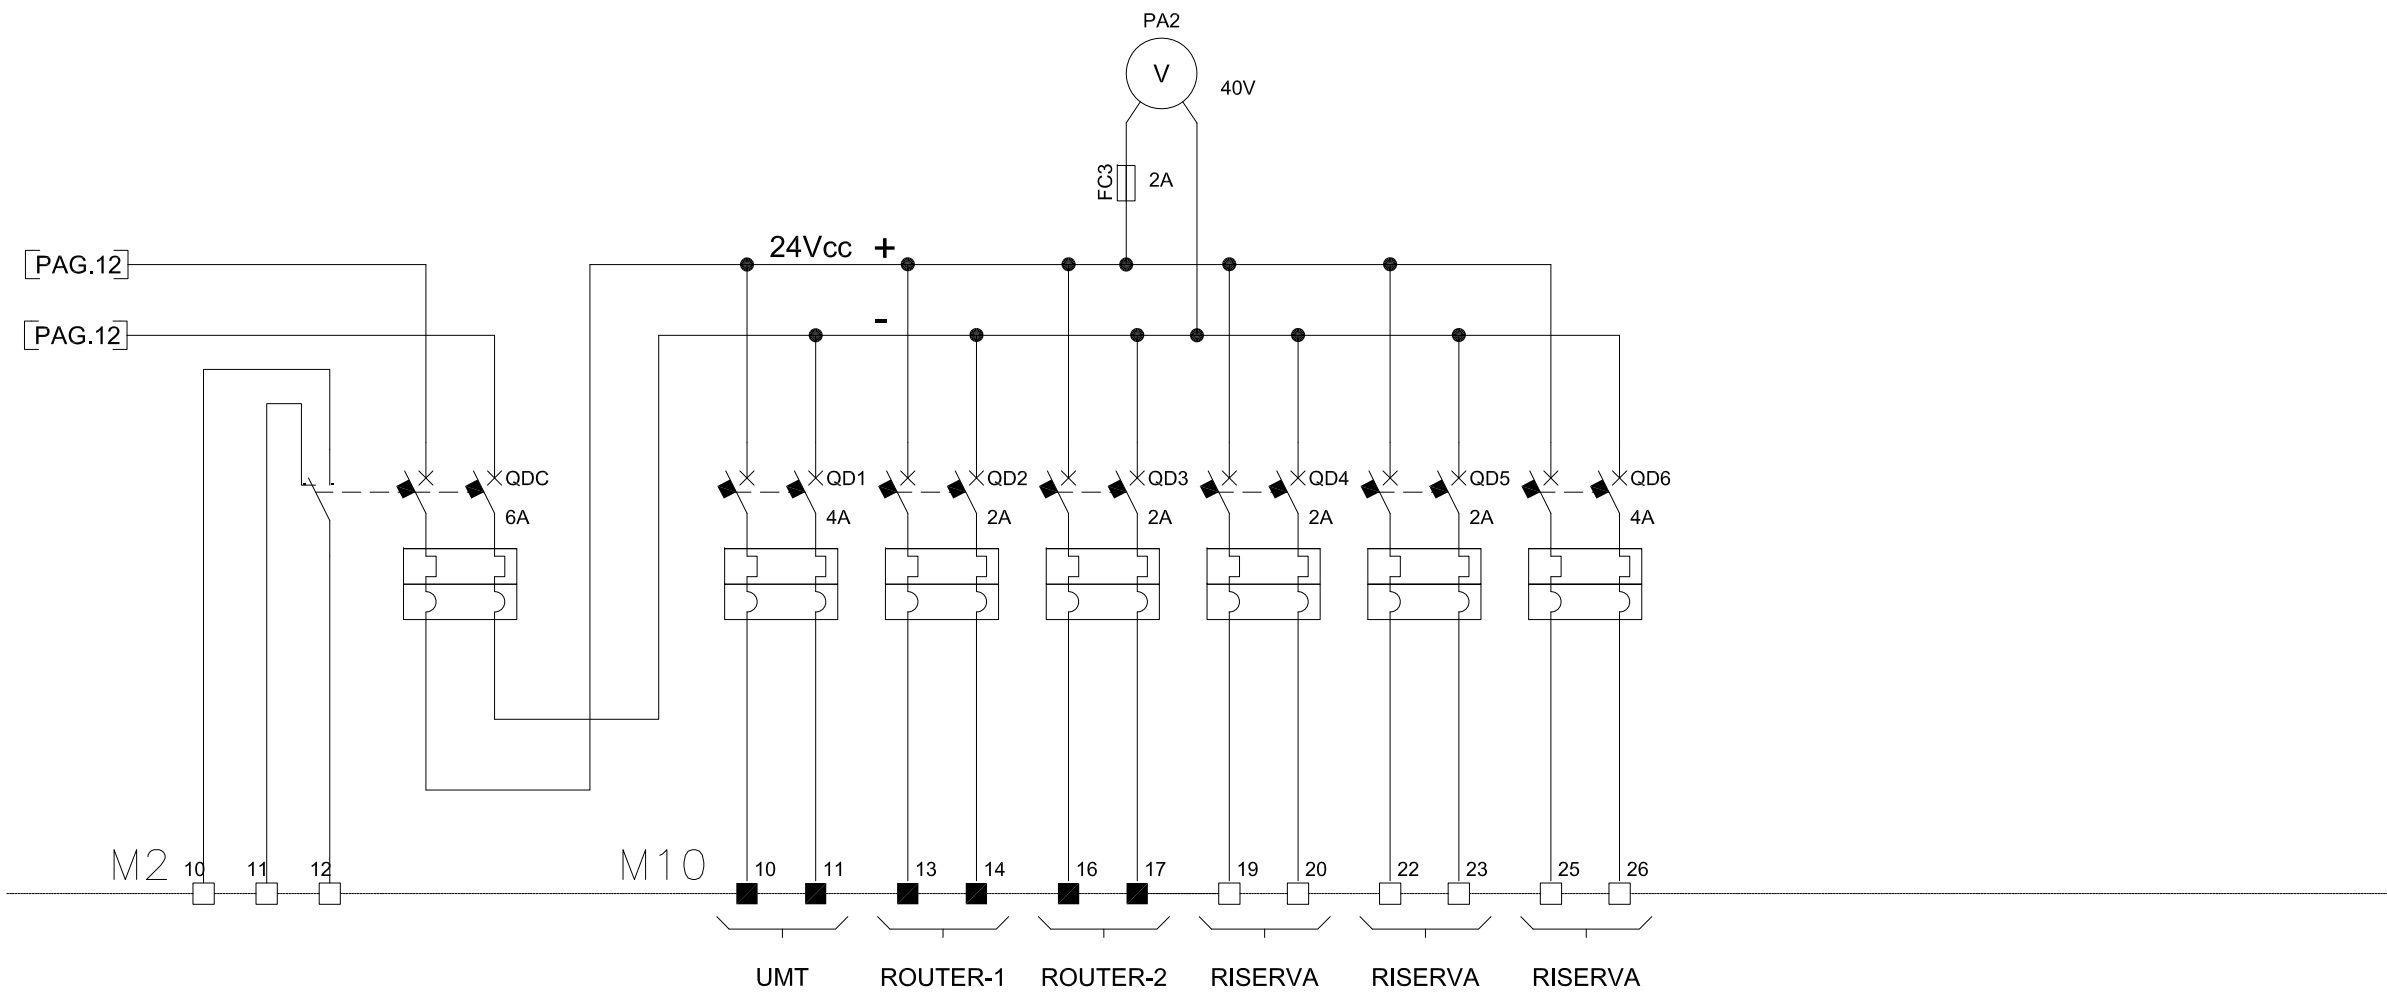 PA2
V
40V
FC3
2A
24Vcc +
[PAG.12]
-
[PAG.12]
QDC
QD1
QD2
QD3
QD4
QD5
QD6
6A
4A
2A
2A
2A
2A
4A
M2
10
11
12
M10
10
11
13
14
16
17
19
20
22
23
25
26
UMT
ROUTER-1
ROUTER-2
RISERVA
RISERVA
RISERVA